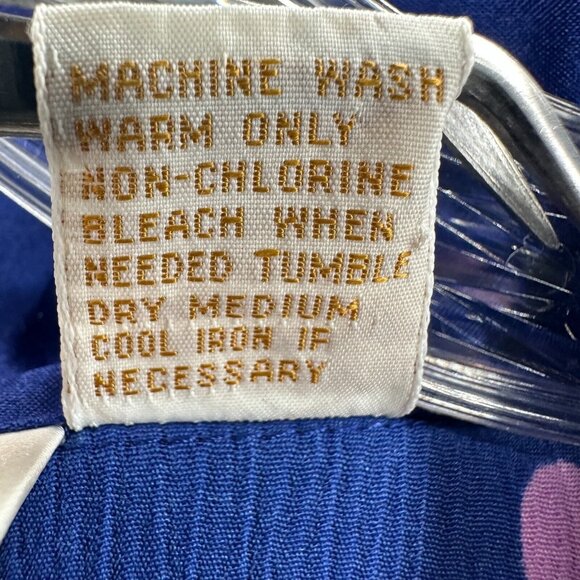 MACHINE WASH
WARM ONLY
NON-CHLORINE
BLEACH WHEN
NEEDED TUMBLE
DRY MEDIUM
COOL IRON IF
NECESSARY